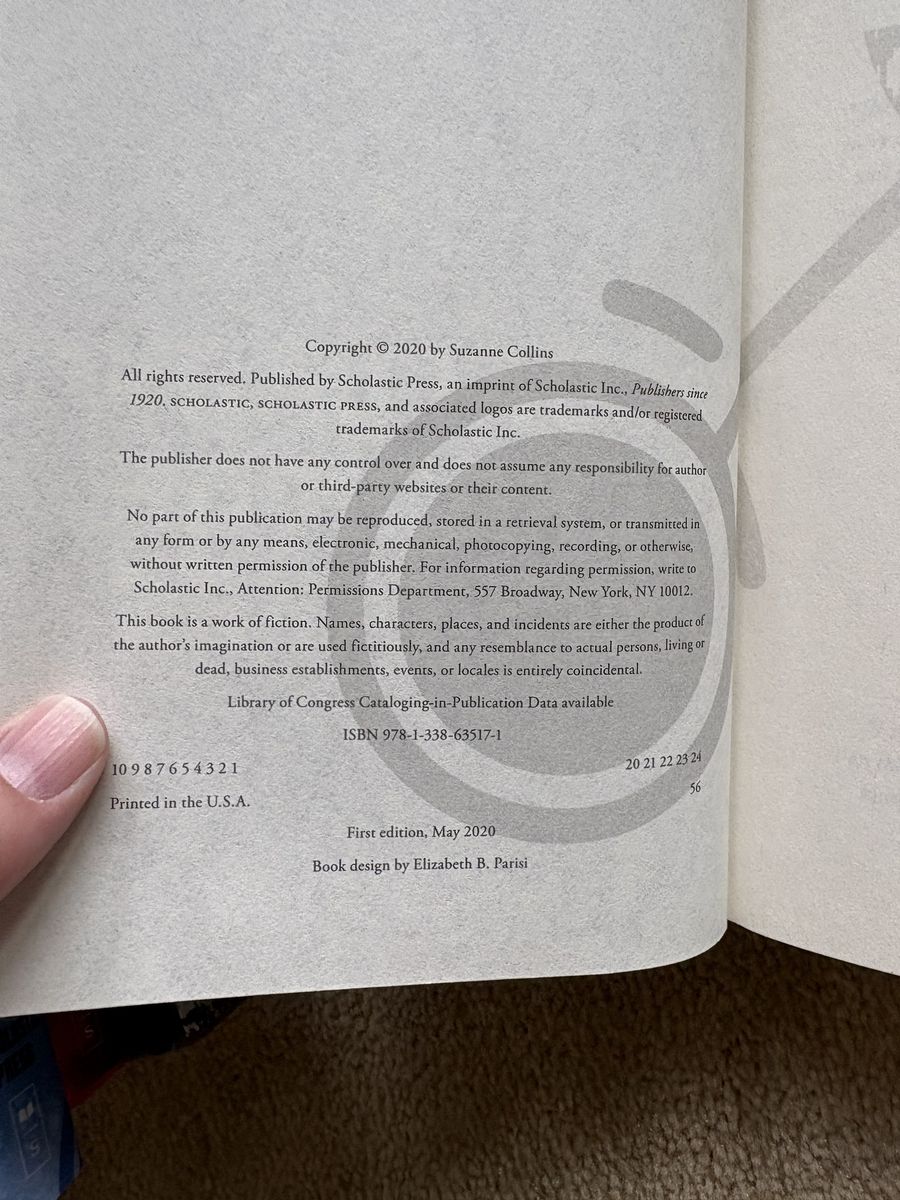 Copyright © 2020 by Suzanne Collins
All rights reserved. Published by Scholastic Press, an imprint of Scholastic Inc., Publishers since
1920. SCHOLASTIC, SCHOLASTIC PRESS, and associated logos are trademarks and/or registered
trademarks of Scholastic Inc.
The publisher does not have any control over and does not assume any responsibility for author
or third-party websites or their content.
No part of this publication may be reproduced, stored in a retrieval system, or transmitted in
any form or by any means, electronic, mechanical, photocopying, recording, or otherwise,
without written permission of the publisher. For information regarding permission, write to
Scholastic Inc., Attention: Permissions Department, 557 Broadway, New York, NY 10012.
This book is a work of fiction. Names, characters, places, and incidents are either the product of
the author's imagination or are used fictitiously, and any resemblance to actual persons, living or
dead, business establishments, events, or locales is entirely coincidental.
Library of Congress Cataloging-in-Publication Data available
ISBN 978-1-338-63517-1
10 9 8 7 6 5 4 3 2 1 20 21 22 23 24
Printed in the U.S.A. 56
First edition, May 2020
Book design by Elizabeth B. Parisi